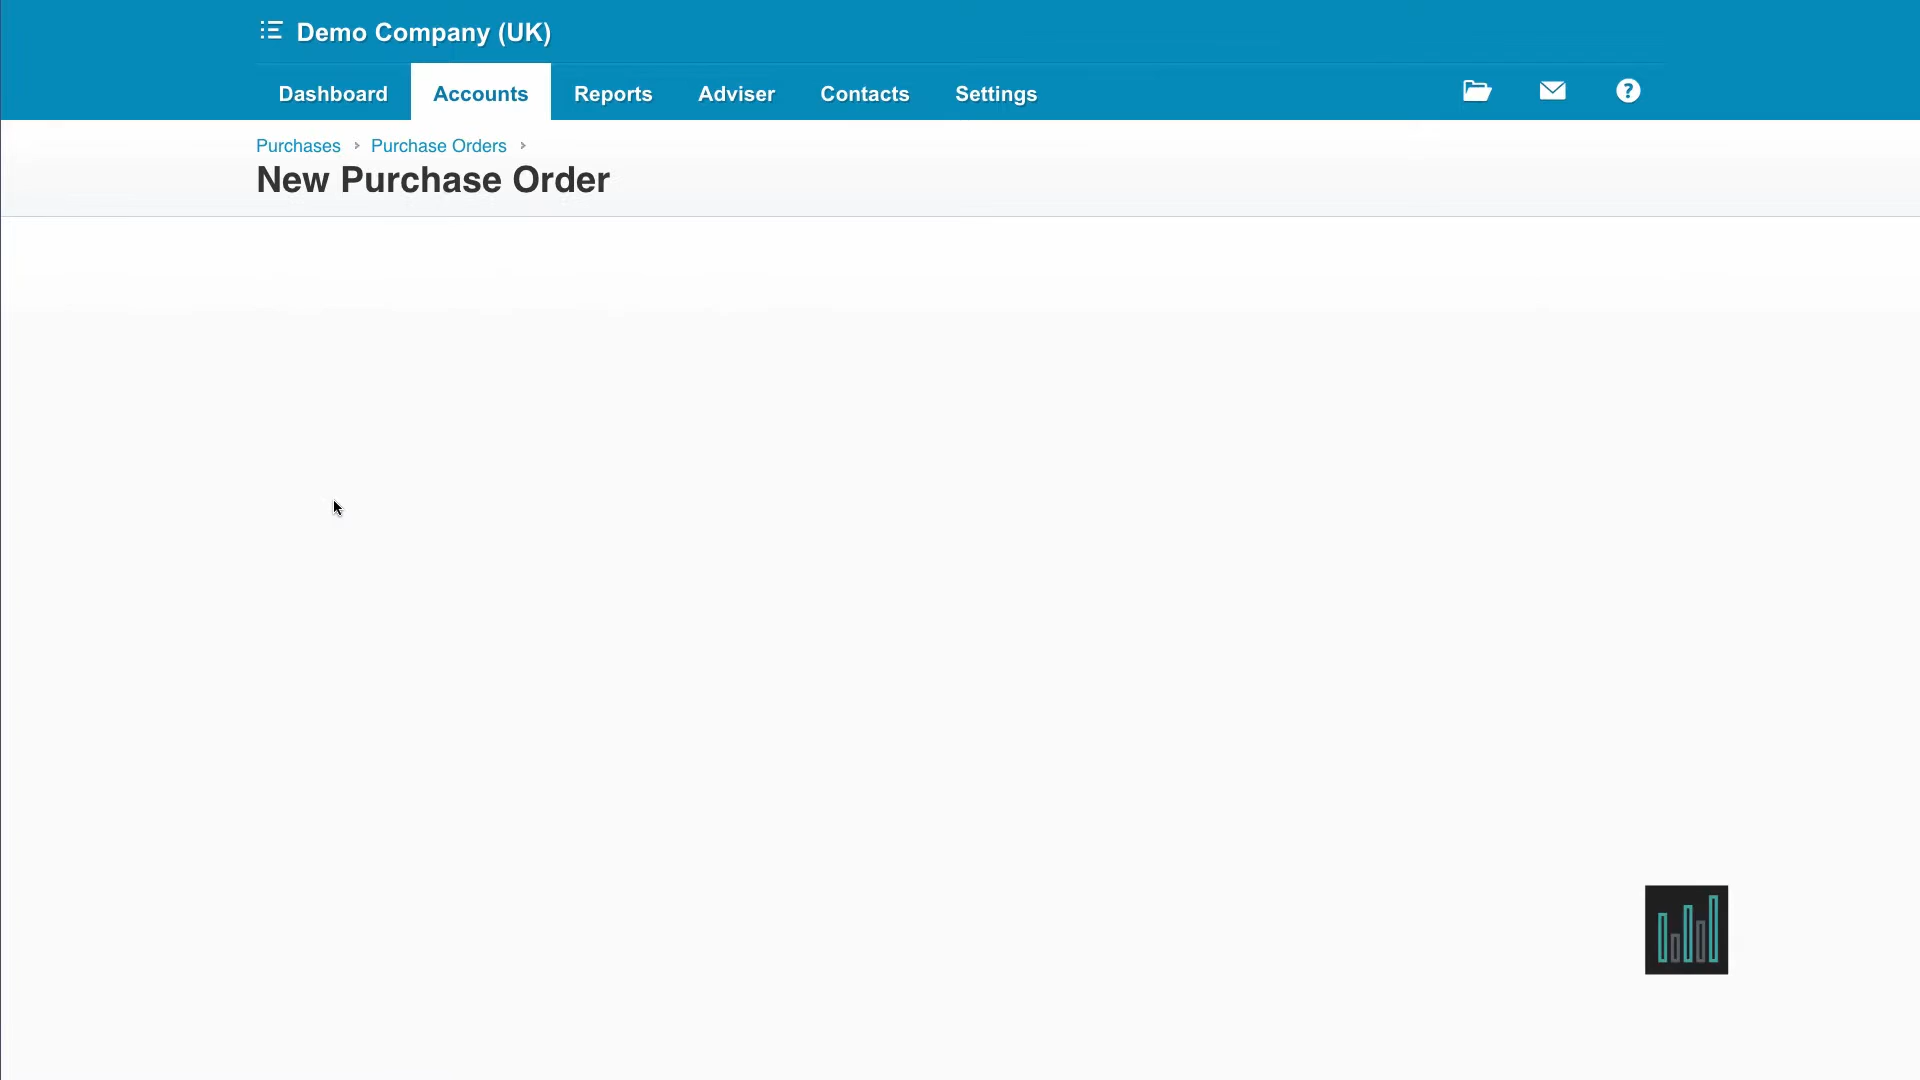 Demo Company (UK)
Dashboard Accounts Reports Adviser Contacts Settings ?
Purchases › Purchase Orders ›
New Purchase Order